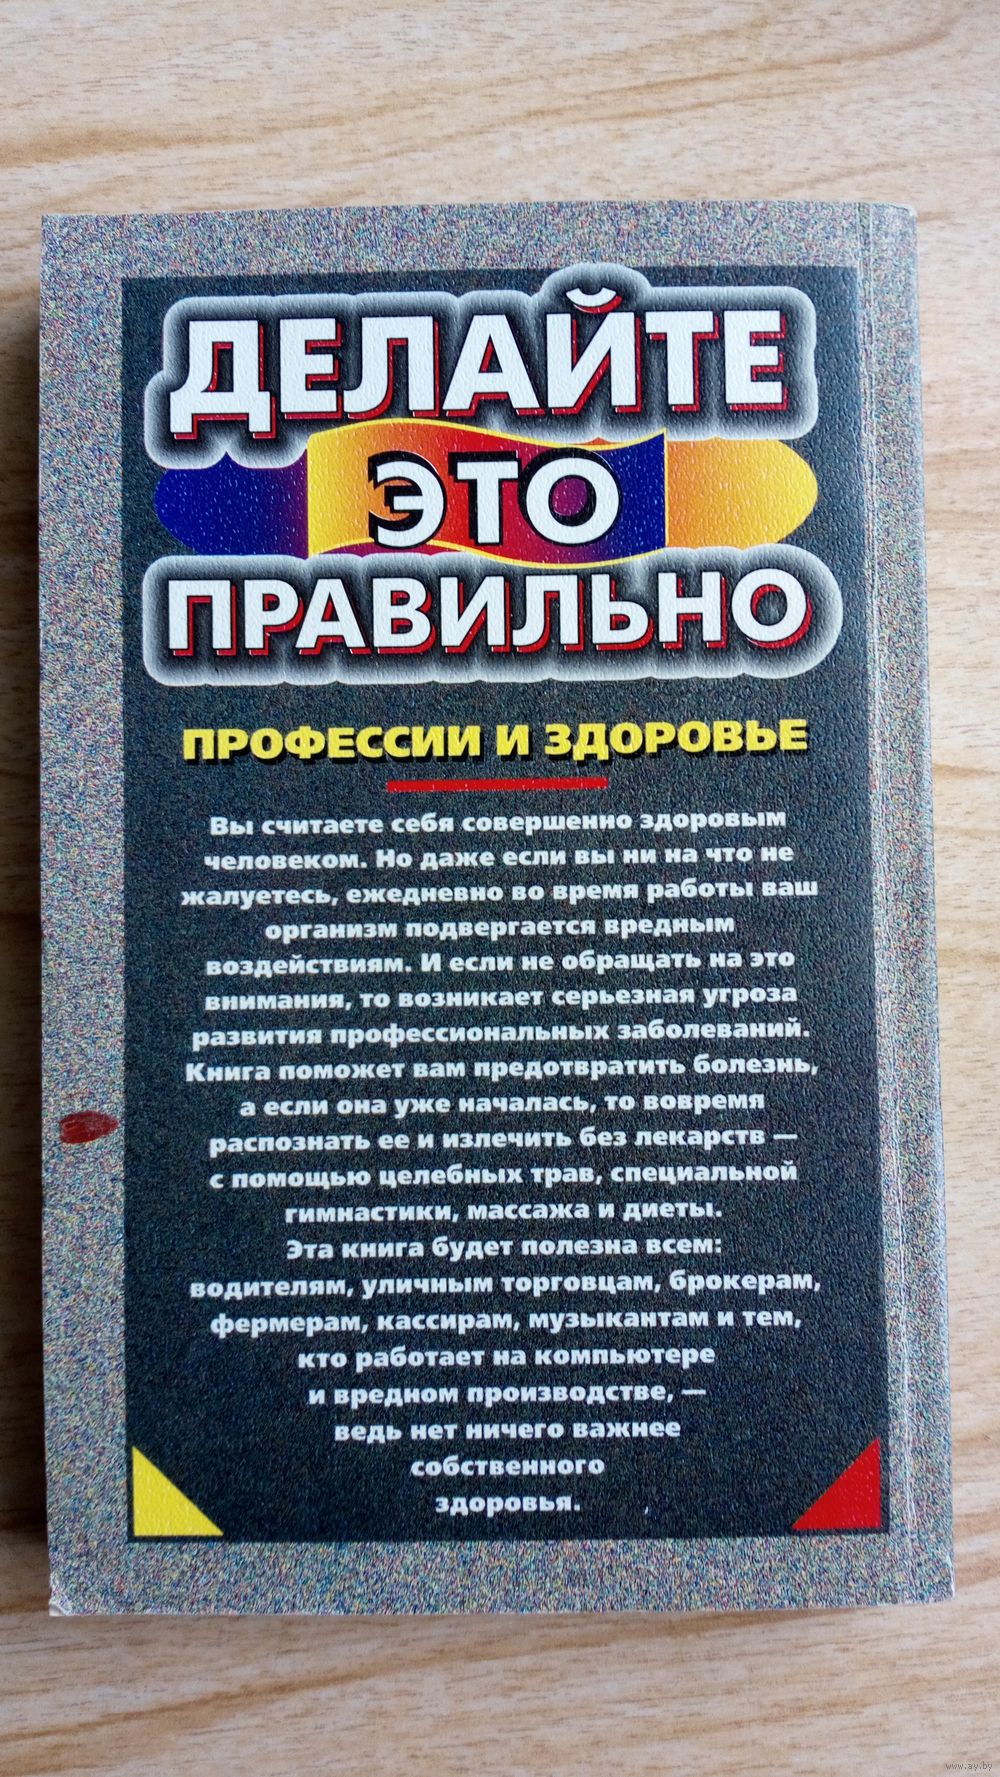 ДЕЛАЙТЕ
ЭТО
ПРАВИЛЬНО
ПРОФЕССИИ И ЗДОРОВЬЕ
Вы считаете себя совершенно здоровым
человеком. Но даже если вы ни на что не
жалуетесь, ежедневно во время работы ваш
организм подвергается вредным
воздействиям. И если не обращать на это
внимания, то возникает серьезная угроза
развития профессиональных заболеваний.
Книга поможет вам предотвратить болезнь,
а если она уже началась, то вовремя
распознать ее и излечить без лекарств —
с помощью целебных трав, специальной
гимнастики, массажа и диеты.
Эта книга будет полезна всем:
водителям, уличным торговцам, брокерам,
фермерам, кассирам, музыкантам и тем,
кто работает на компьютере
и вредном производстве, —
ведь нет ничего важнее
собственного
здоровья.
www.ay.by